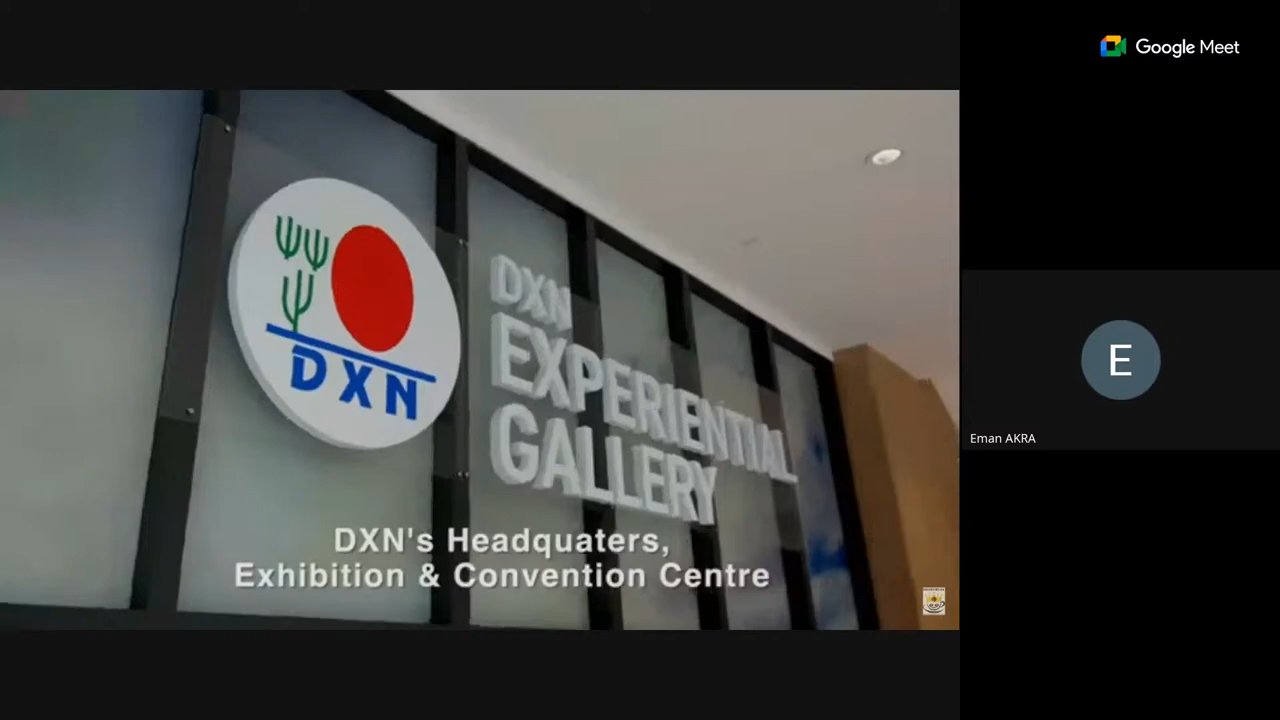 Google Meet
DXN
DXN
EXPERIENTIAL
GALLERY
DXN's Headquaters,
Exhibition & Convention Centre
E
Eman AKRA